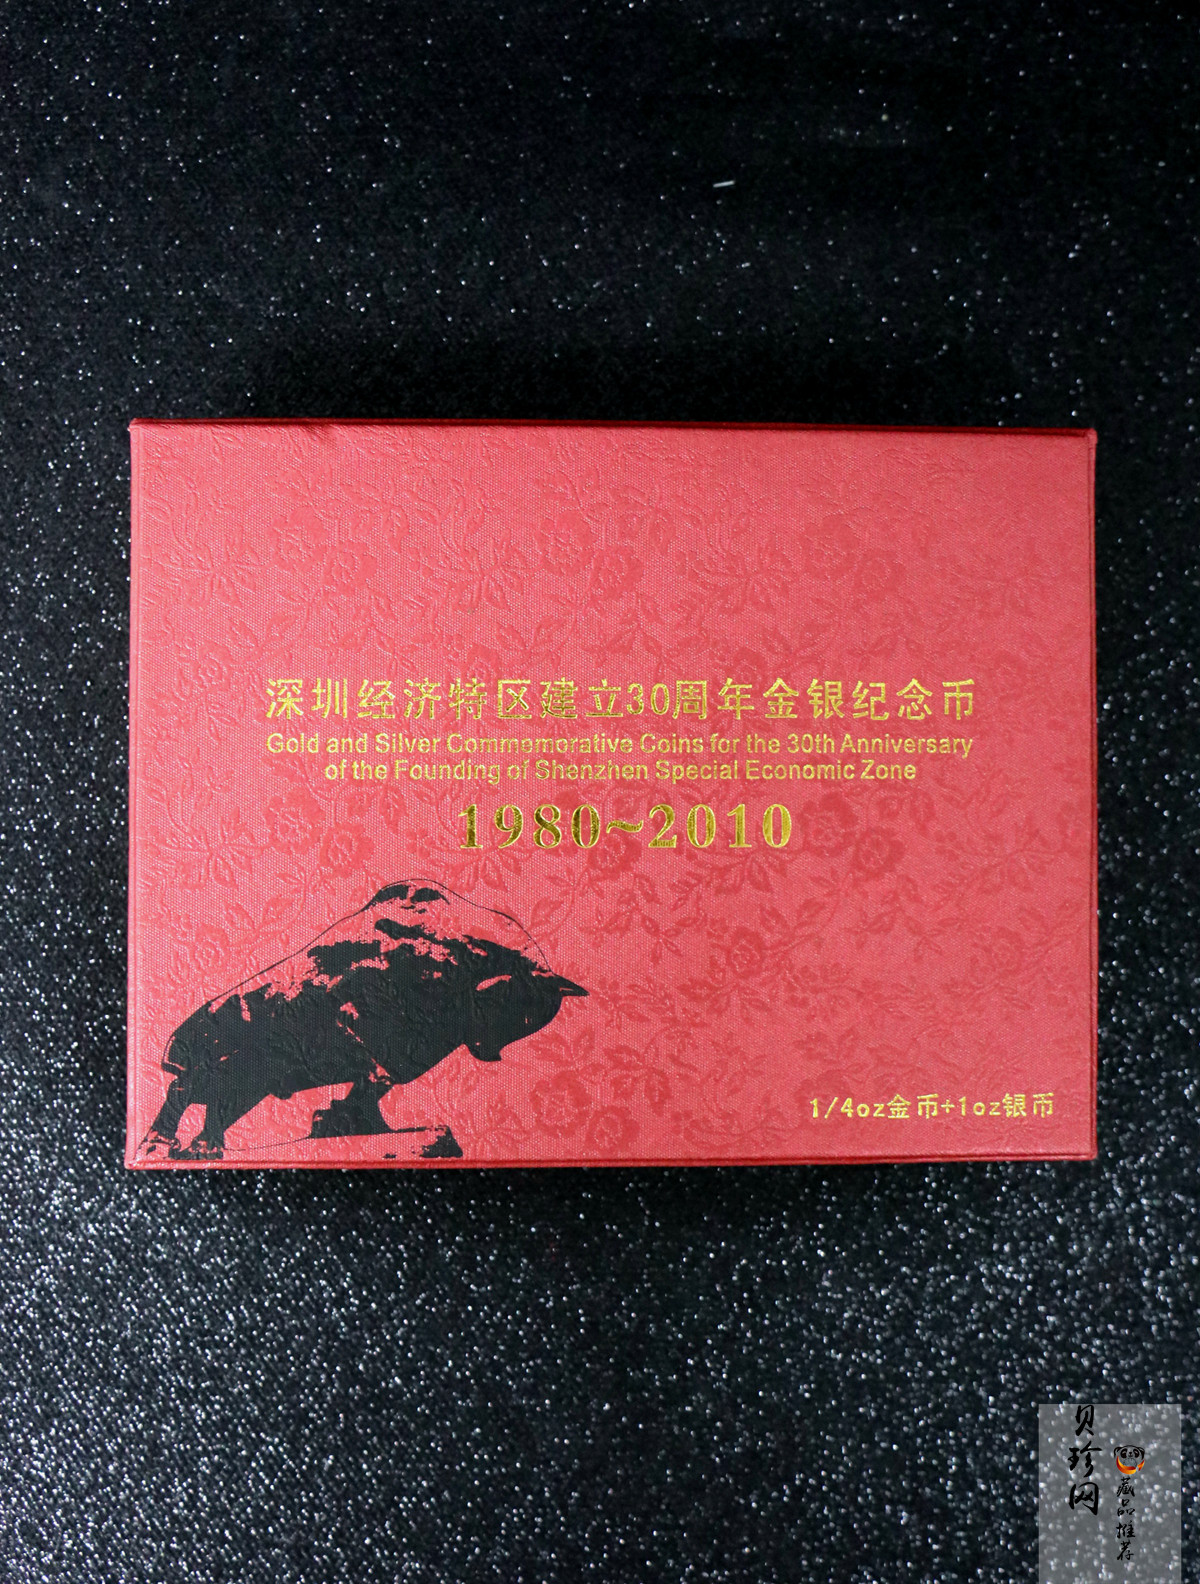 深圳经济特区建立30周年金银纪念币
Gold and Silver Commemorative Coins for the 30th Anniversary
of the Founding of Shenzhen Special Economic Zone
1980~2010
1/4oz金币+1oz银币
贝珍网
藏品推荐